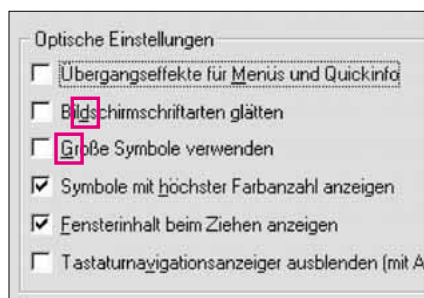 Optische Einstellungen
Übergangseffekte für Menüs und Quickinfo
Bildschirmschriftarten glätten
Große Symbole verwenden
Symbole mit höchster Farbanzahl anzeigen
Fensterinhalt beim Ziehen anzeigen
Tastaturnavigationsanzeiger ausblenden (mit A